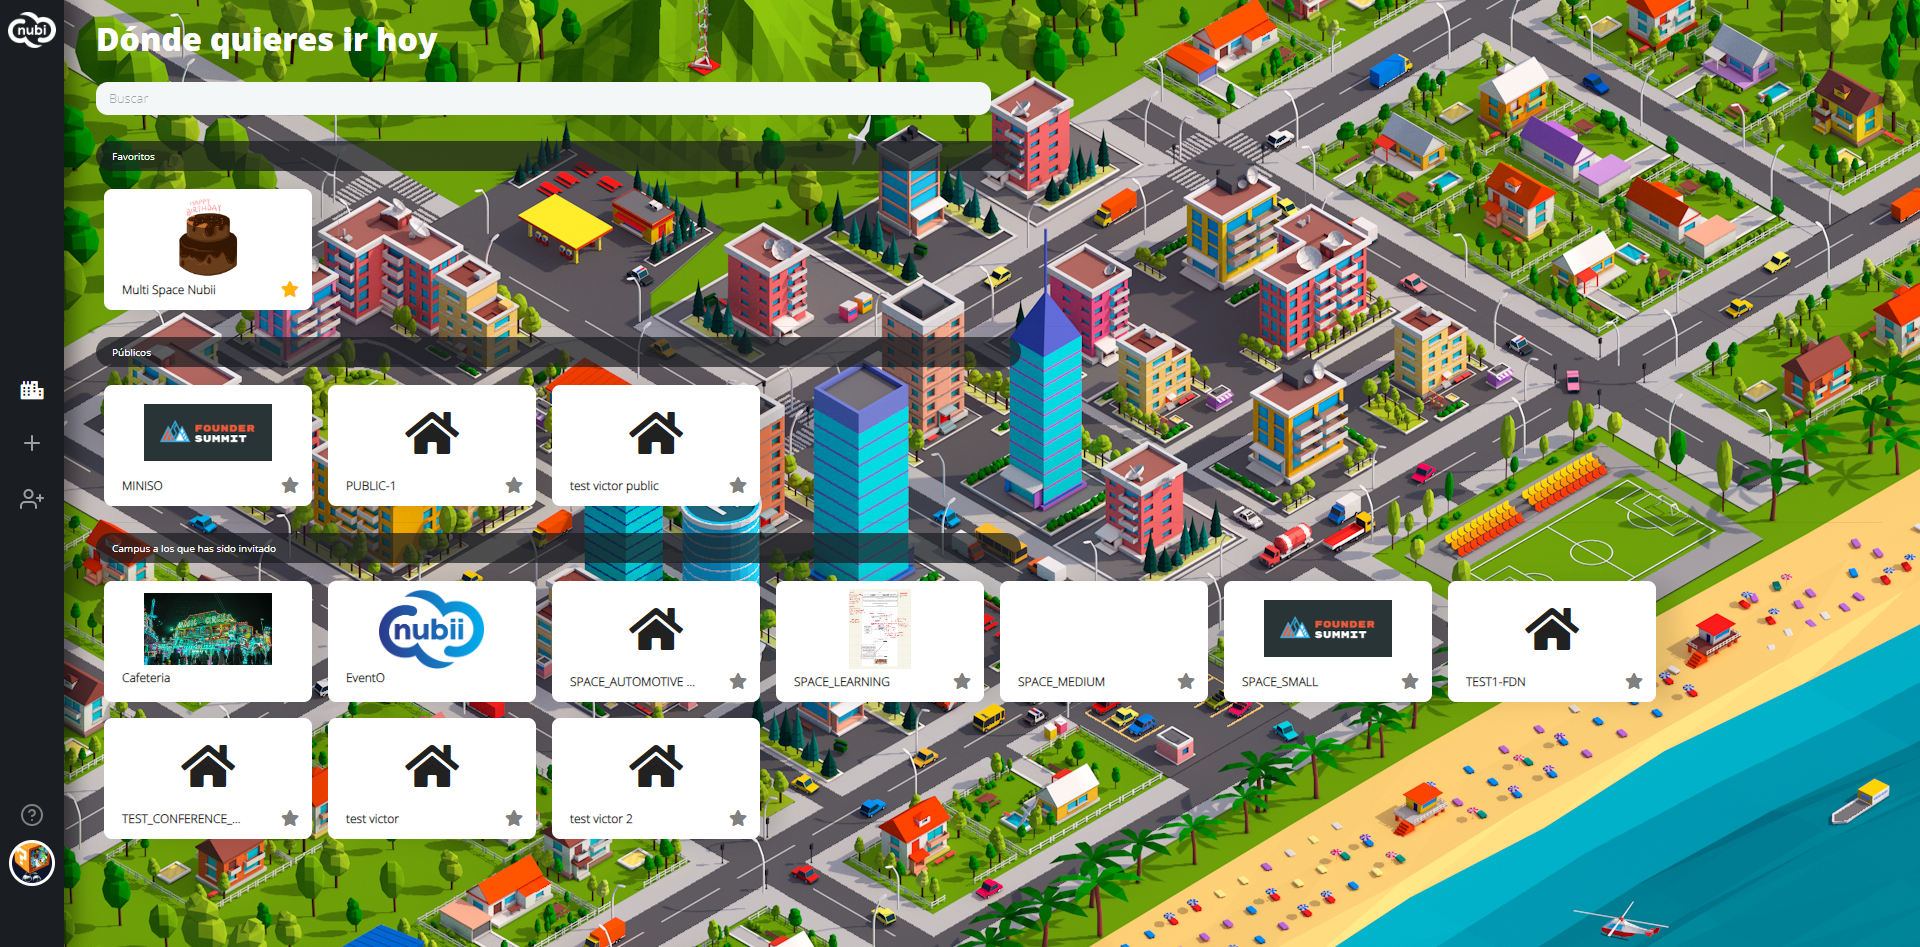 nubi
Dónde quieres ir hoy
Buscar
Favoritos
HAPPY
BIRTHDAY
Multi Space Nubii
Públicos
FOUNDER
SUMMIT
MINISO
PUBLIC-1
test victor public
Campus a los que has sido invitado
Cafeteria
nubii
EventO
SPACE_AUTOMOTIVE ...
SPACE_LEARNING
SPACE_MEDIUM
FOUNDER
SUMMIT
SPACE_SMALL
TEST1-FDN
TEST_CONFERENCE_...
test victor
test victor 2